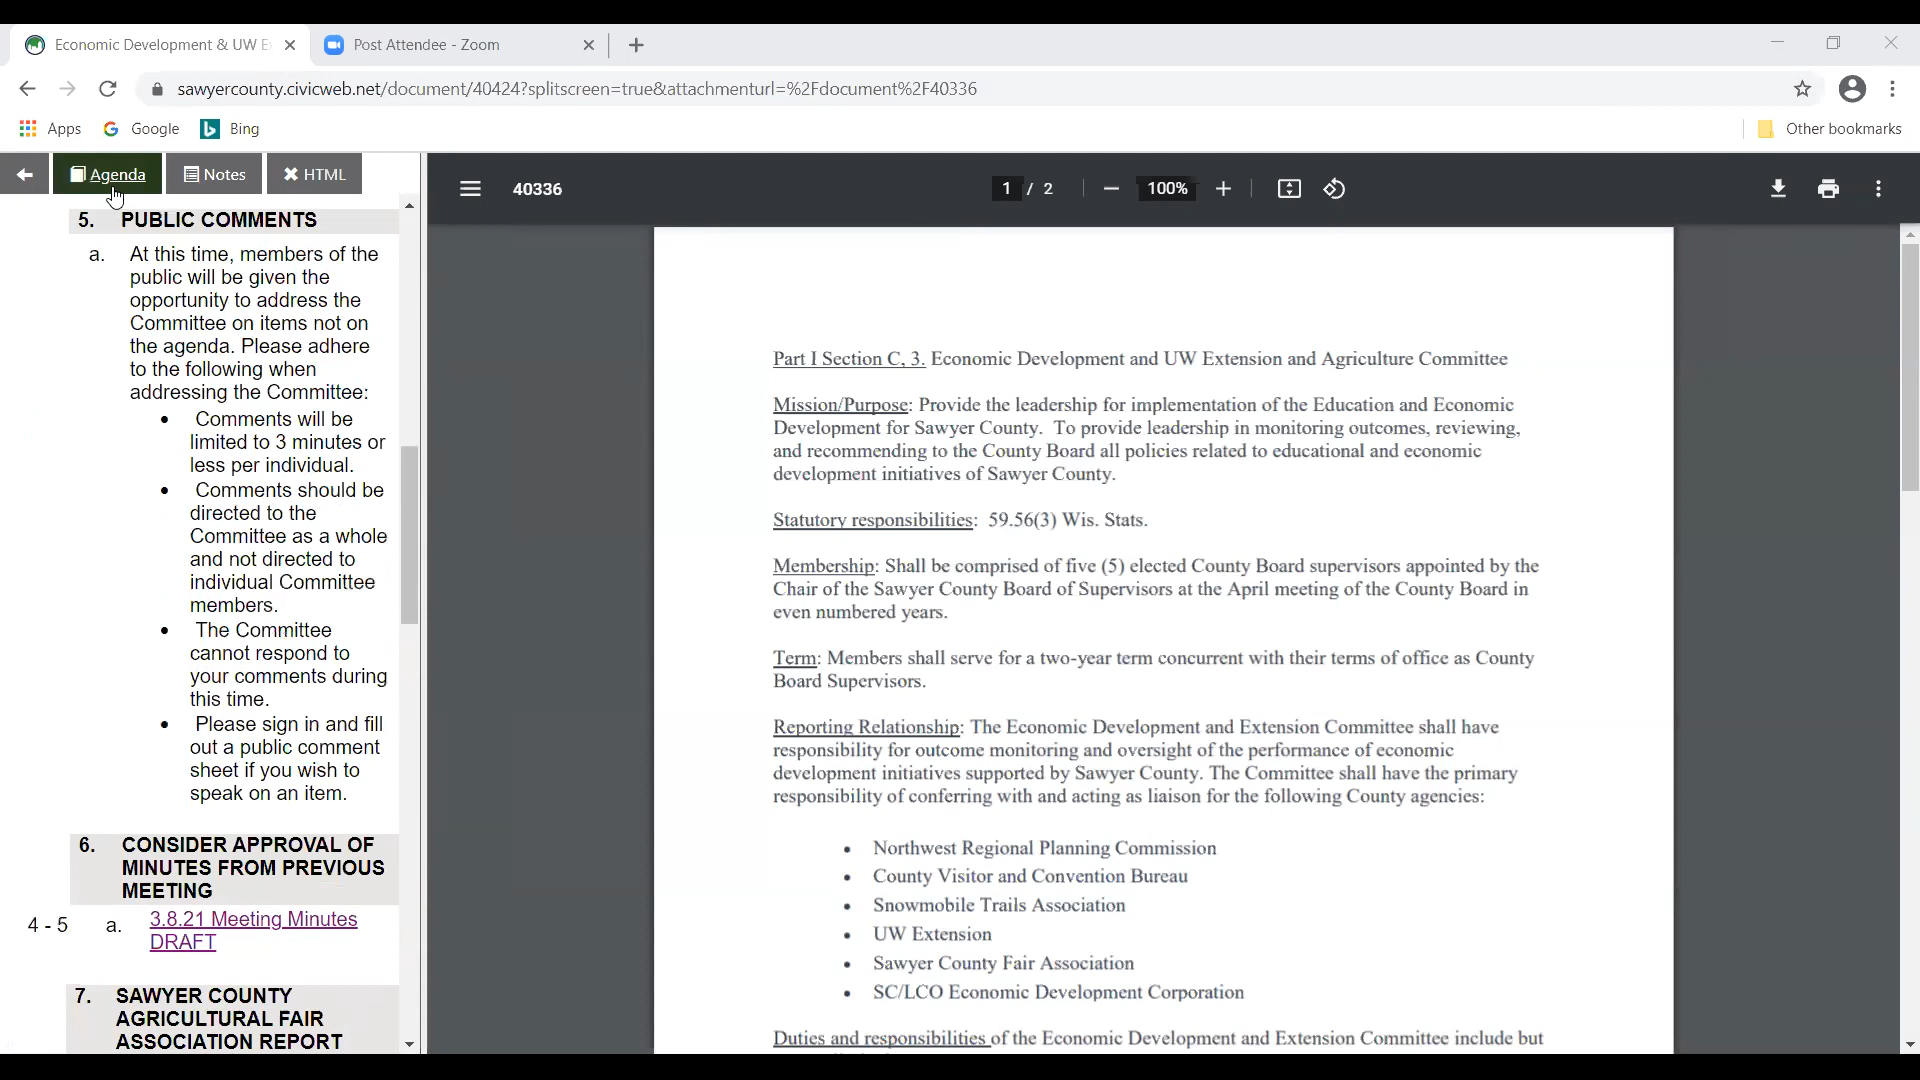 Economic Development & UW E
Post Attendee - Zoom
sawyercounty.civicweb.net/document/40424?splitscreen=true&attachmenturl=%2Fdocument%2F40336
Apps
Google
Bing
Other bookmarks
Agenda
Notes
HTML
5. PUBLIC COMMENTS
a. At this time, members of the
public will be given the
opportunity to address the
Committee on items not on
the agenda. Please adhere
to the following when
addressing the Committee:
• Comments will be
limited to 3 minutes or
less per individual.
• Comments should be
directed to the
Committee as a whole
and not directed to
individual Committee
members.
• The Committee
cannot respond to
your comments during
this time.
• Please sign in and fill
out a public comment
sheet if you wish to
speak on an item.
6. CONSIDER APPROVAL OF
MINUTES FROM PREVIOUS
MEETING
4 - 5 a. 3.8.21 Meeting Minutes
DRAFT
7. SAWYER COUNTY
AGRICULTURAL FAIR
ASSOCIATION REPORT
40336
1 / 2
100%
Part I Section C, 3. Economic Development and UW Extension and Agriculture Committee
Mission/Purpose: Provide the leadership for implementation of the Education and Economic
Development for Sawyer County. To provide leadership in monitoring outcomes, reviewing,
and recommending to the County Board all policies related to educational and economic
development initiatives of Sawyer County.
Statutory responsibilities: 59.56(3) Wis. Stats.
Membership: Shall be comprised of five (5) elected County Board supervisors appointed by the
Chair of the Sawyer County Board of Supervisors at the April meeting of the County Board in
even numbered years.
Term: Members shall serve for a two-year term concurrent with their terms of office as County
Board Supervisors.
Reporting Relationship: The Economic Development and Extension Committee shall have
responsibility for outcome monitoring and oversight of the performance of economic
development initiatives supported by Sawyer County. The Committee shall have the primary
responsibility of conferring with and acting as liaison for the following County agencies:
• Northwest Regional Planning Commission
• County Visitor and Convention Bureau
• Snowmobile Trails Association
• UW Extension
• Sawyer County Fair Association
• SC/LCO Economic Development Corporation
Duties and responsibilities of the Economic Development and Extension Committee include but